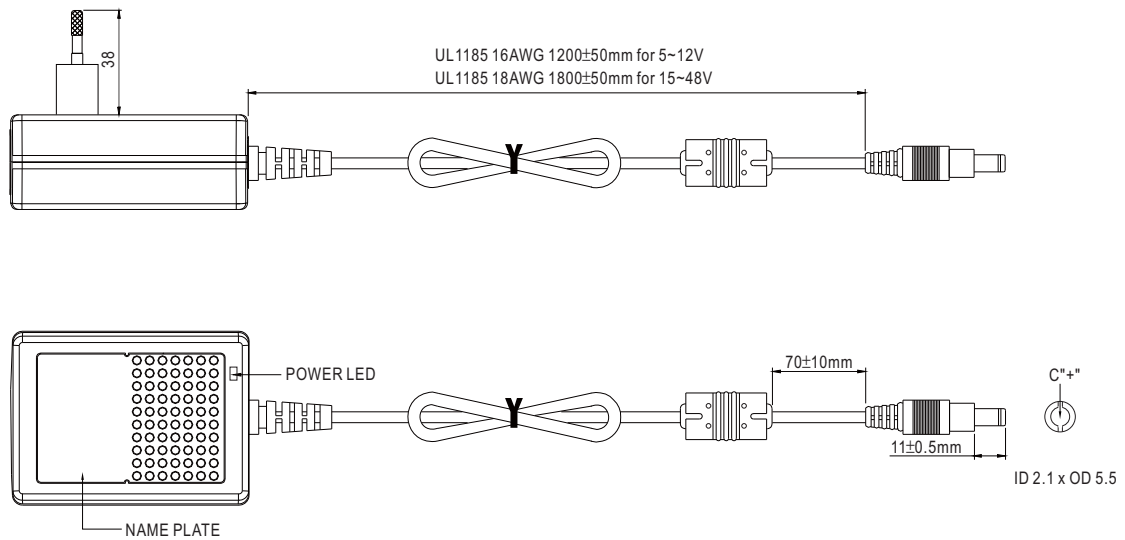 38
UL1185 16AWG 1200±50mm for 5~12V
UL1185 18AWG 1800±50mm for 15~48V
POWER LED
70±10mm
C"+"
11±0.5mm
ID 2.1 x OD 5.5
NAME PLATE